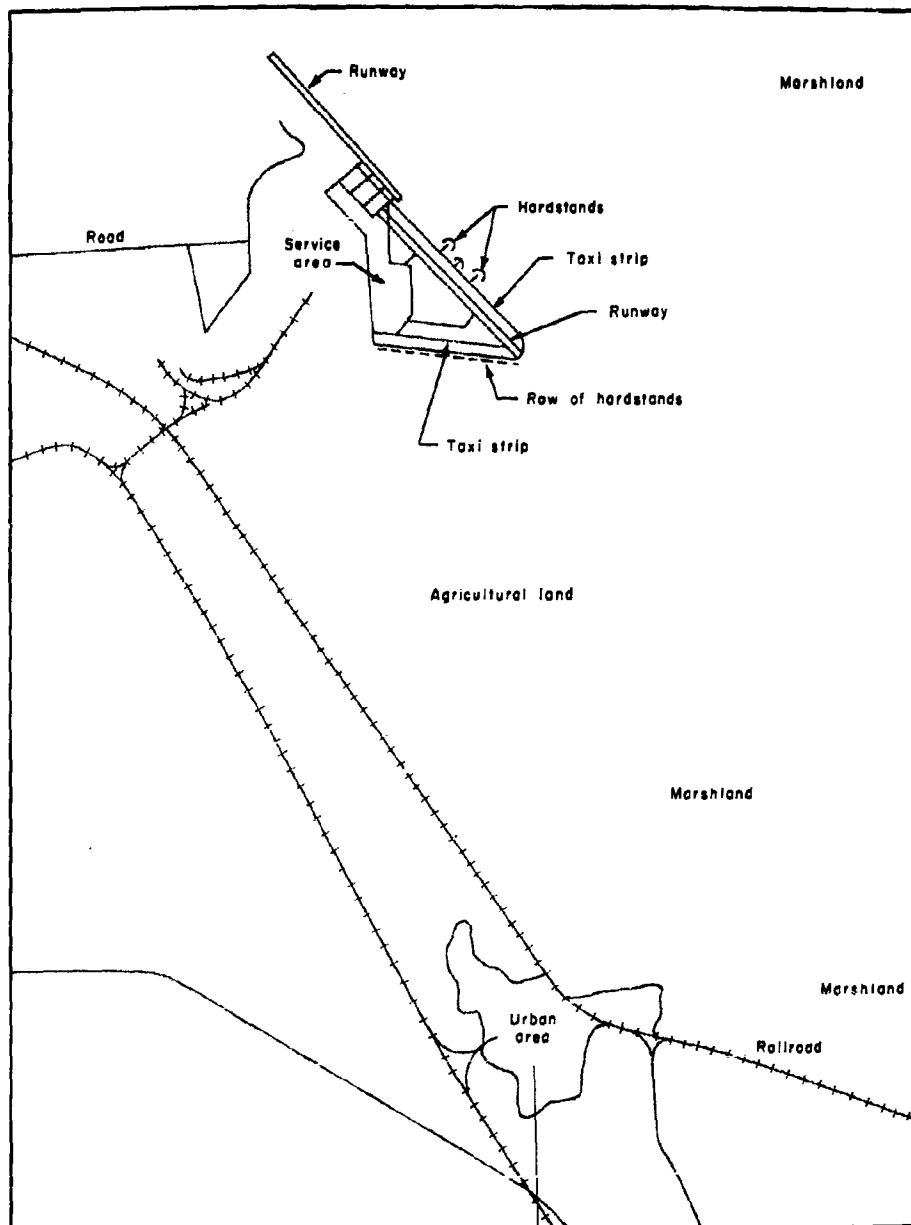 Runway
Marshland
Hardstands
Road
Service
area
Taxi strip
Runway
Row of hardstands
Taxi strip
Agricultural land
Marshland
Marshland
Urban
area
Railroad